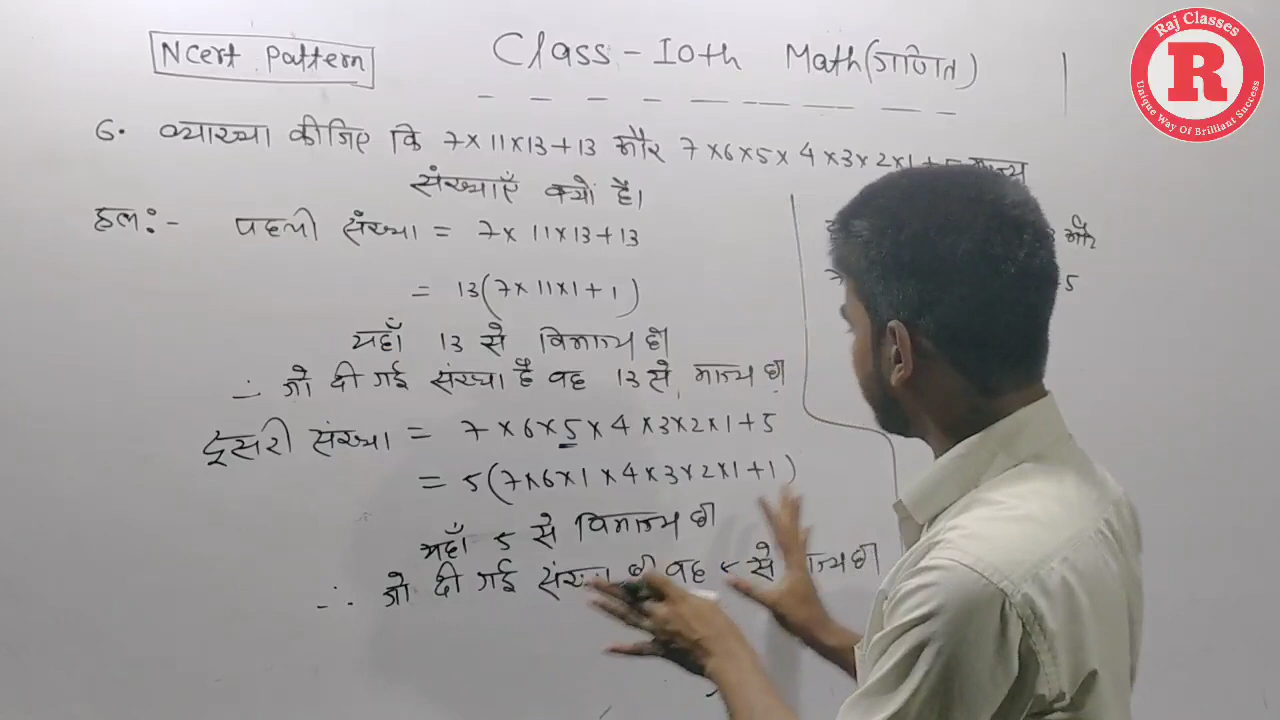 Ncert Pattern
Class - 10th Math (गणित)
Raj Classes
R
Unique Way Of Brilliant Success
6. व्याख्या कीजिए कि 7×11×13+13 और 7×6×5×4×3×2×1+5
संख्याएँ क्यों है।
हल:- पहली संख्या = 7×11×13+13
= 13(7×11×1+1)
यहाँ 13 से विभाज्य है।
∴ जो दी गई संख्या है वह 13 से भाज्य है।
दूसरी संख्या = 7×6×5×4×3×2×1+5
= 5(7×6×1×4×3×2×1+1)
यहाँ 5 से विभाज्य है।
∴ जो दी गई संख्या है वह 5 से है।
और
5